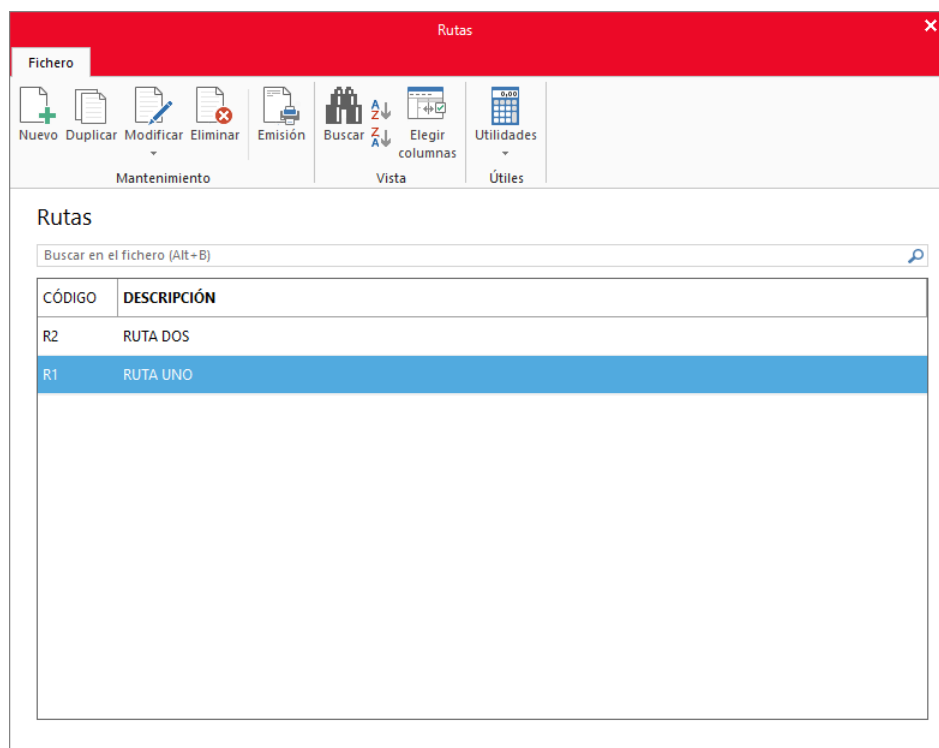 Rutas
Fichero
Nuevo Duplicar Modificar Eliminar Emisión Buscar Elegir columnas Utilidades
Mantenimiento Vista Útiles
Rutas
Buscar en el fichero (Alt+B)
CÓDIGO DESCRIPCIÓN
R2 RUTA DOS
R1 RUTA UNO